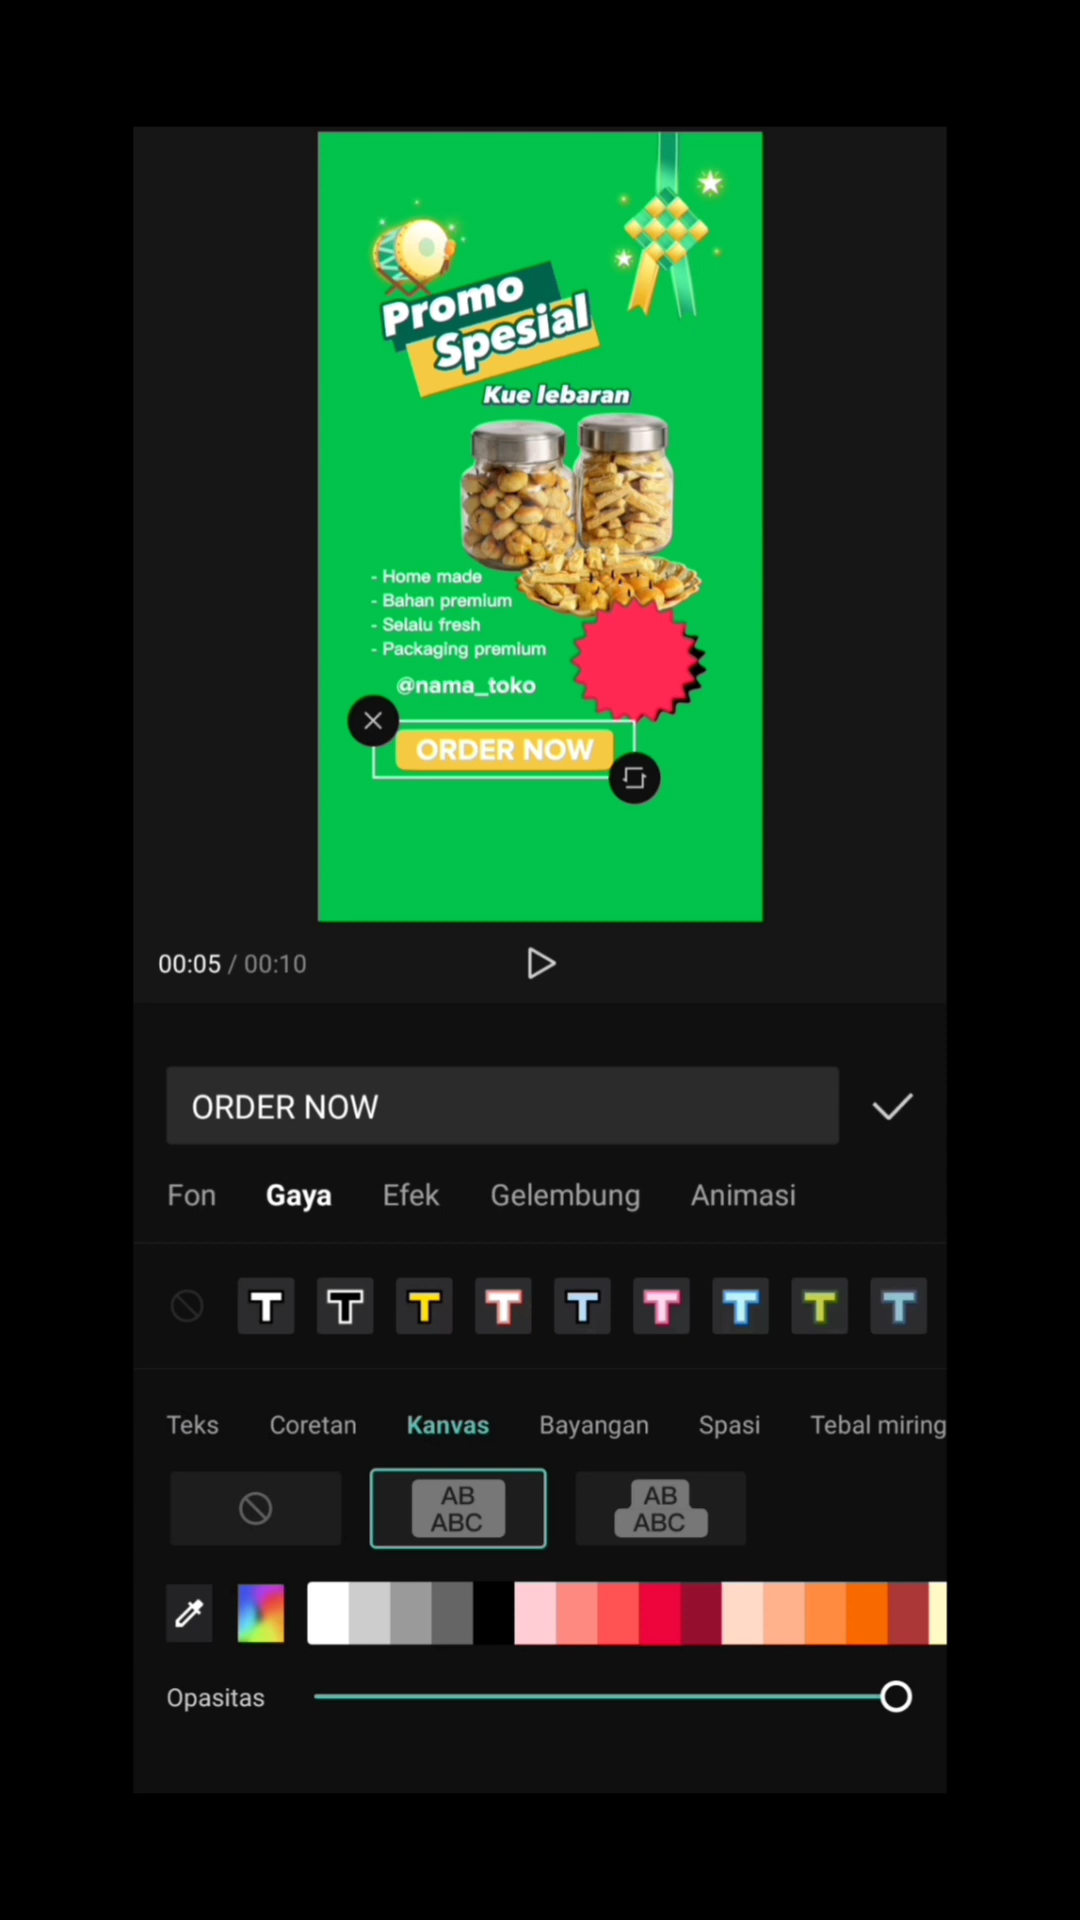 Promo
Spesial
Kue lebaran
- Home made
- Bahan premium
- Selalu fresh
- Packaging premium
@nama_toko
ORDER NOW
00:05 / 00:10
ORDER NOW
Fon Gaya Efek Gelembung Animasi
T T T T T T T T T
Teks Coretan Kanvas Bayangan Spasi Tebal miring
AB AB
ABC ABC
Opasitas